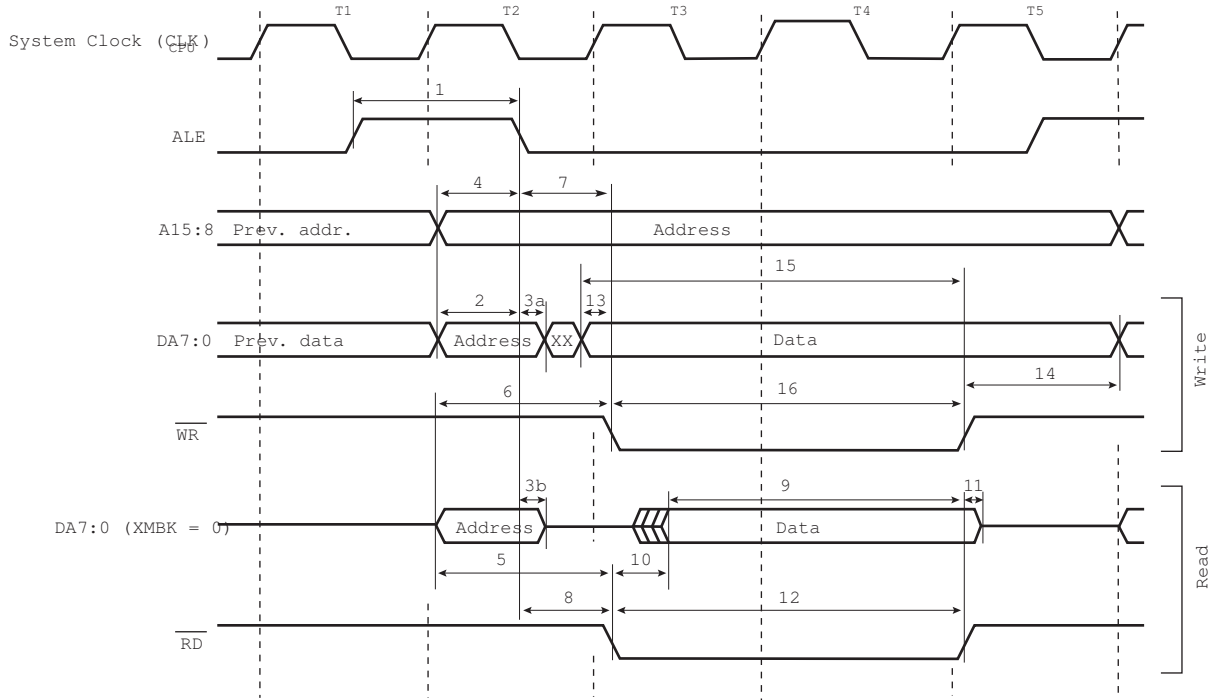 T1 T2 T3 T4 T5
System Clock (CLK CPU)
1
ALE
4 7
A15:8 Prev. addr. Address
15
2 3a 13
DA7:0 Prev. data Address XX Data
14
Write
6 16
WR
3b 9 11
DA7:0 (XMBK = 0) Address Data
5 10
Read
8 12
RD